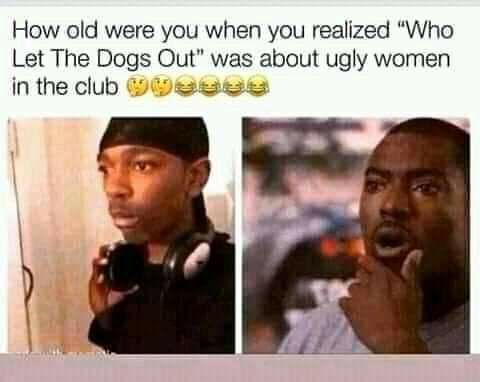 How old were you when you realized “Who
Let The Dogs Out” was about ugly women
in the club 🤔🤔😂😂😂😂